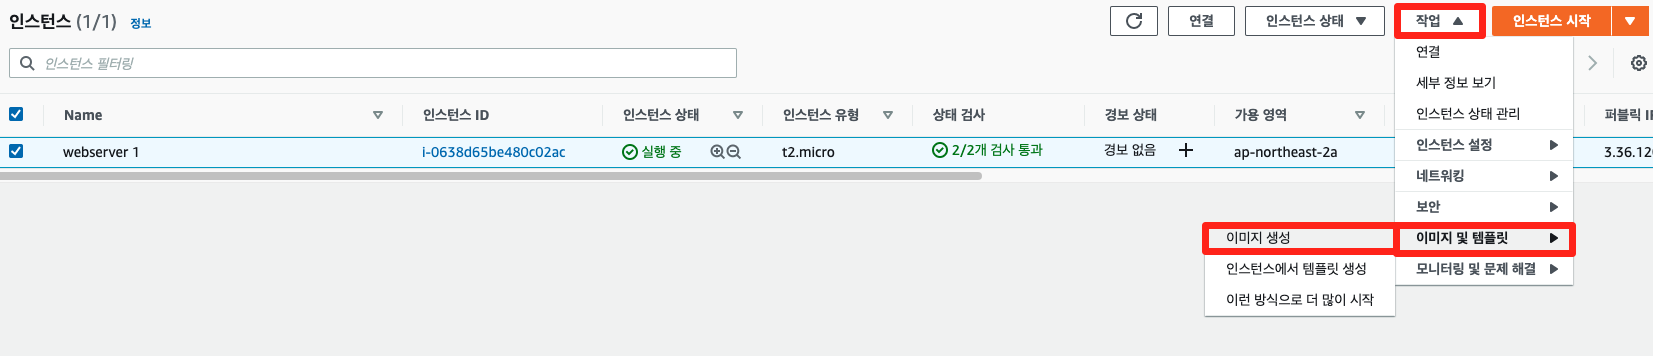 인스턴스 (1/1) 정보
연결
인스턴스 상태
작업
인스턴스 시작
인스턴스 필터링
Name
인스턴스 ID
인스턴스 상태
인스턴스 유형
상태 검사
경보 상태
가용 영역
퍼블릭
webserver 1
i-0638d65be480c02ac
실행 중
t2.micro
2/2개 검사 통과
경보 없음
ap-northeast-2a
연결
세부 정보 보기
인스턴스 상태 관리
인스턴스 설정
네트워킹
보안
이미지 및 템플릿
모니터링 및 문제 해결
이미지 생성
인스턴스에서 템플릿 생성
이런 방식으로 더 많이 시작